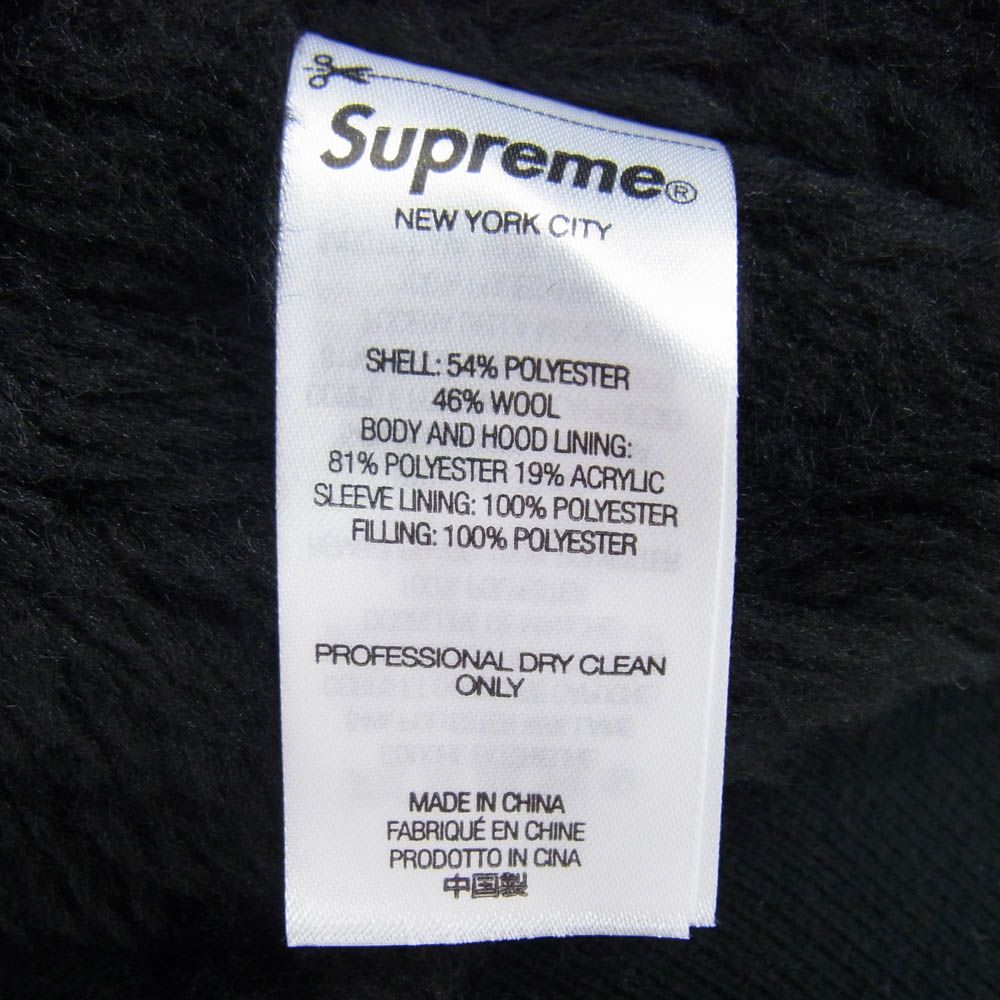 Supreme®
NEW YORK CITY
SHELL: 54% POLYESTER
46% WOOL
BODY AND HOOD LINING:
81% POLYESTER 19% ACRYLIC
SLEEVE LINING: 100% POLYESTER
FILLING: 100% POLYESTER
PROFESSIONAL DRY CLEAN
ONLY
MADE IN CHINA
FABRIQUÉ EN CHINE
PRODOTTO IN CINA
中国製